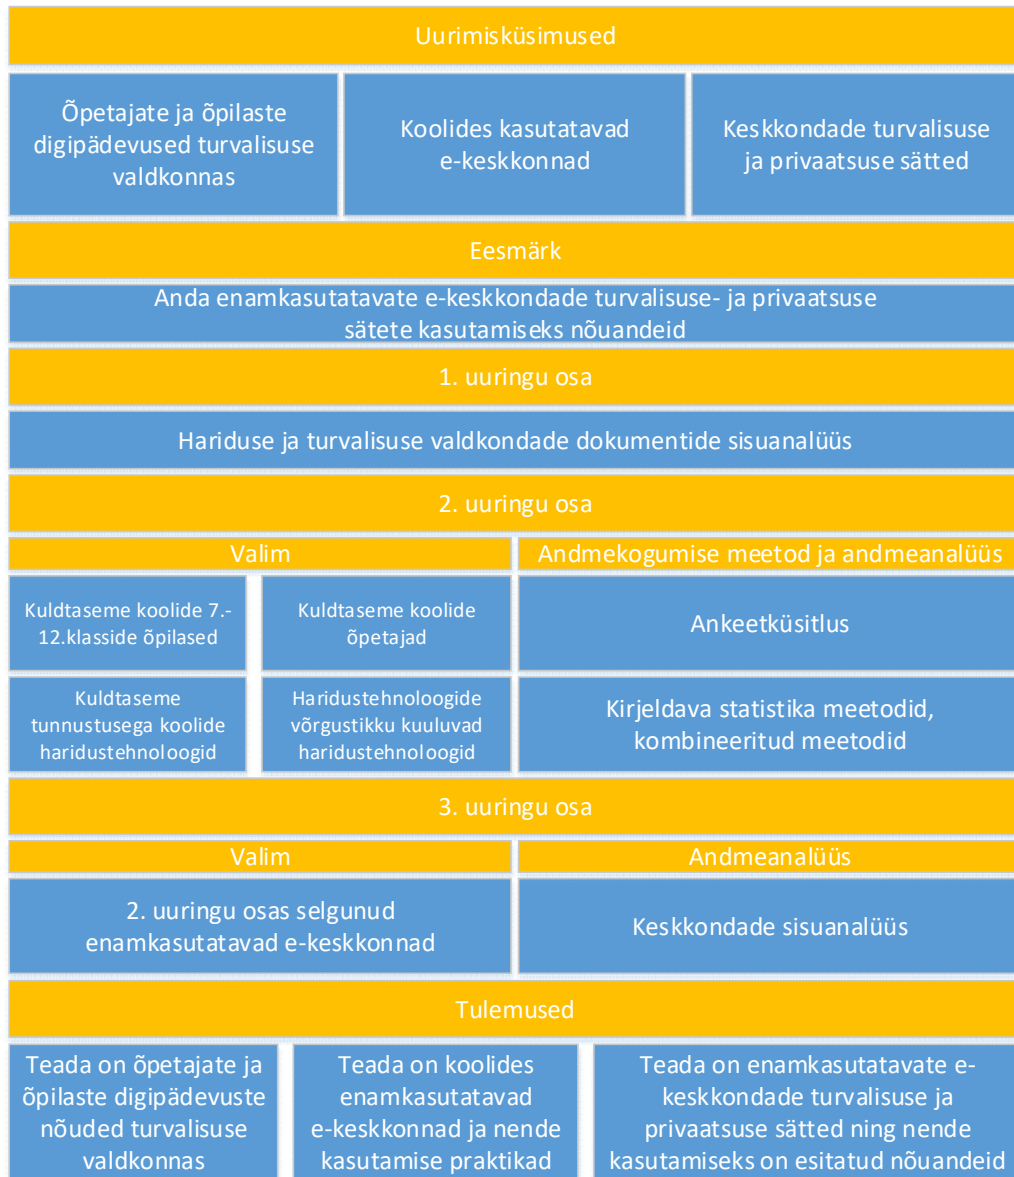 Uurimisküsimused
Õpetajate ja õpilaste
digipädevused turvalisuse
valdkonnas
Koolides kasutatavad
e-keskkonnad
Keskkondade turvalisuse
ja privaatsuse sätted
Eesmärk
Anda enamkasutatavate e-keskkondade turvalisuse- ja privaatsuse
sätete kasutamiseks nõuandeid
1. uuringu osa
Hariduse ja turvalisuse valdkondade dokumentide sisuanalüüs
2. uuringu osa
Valim
Andmekogumise meetod ja andmeanalüüs
Kuldtaseme koolide 7.-
12.klasside õpilased
Kuldtaseme koolide
õpetajad
Ankeetküsitlus
Kuldtaseme
tunnustusega koolide
haridustehnoloogid
Haridustehnoloogide
võrgustikku kuuluvad
haridustehnoloogid
Kirjeldava statistika meetodid,
kombineeritud meetodid
3. uuringu osa
Valim
Andmeanalüüs
2. uuringu osas selgunud
enamkasutatavad e-keskkonnad
Keskkondade sisuanalüüs
Tulemused
Teada on õpetajate ja
õpilaste digipädevuste
nõuded turvalisuse
valdkonnas
Teada on koolides
enamkasutatavad
e-keskkonnad ja nende
kasutamise praktikad
Teada on enamkasutatavate e-
keskkondade turvalisuse ja
privaatsuse sätted ning nende
kasutamiseks on esitatud nõuandeid